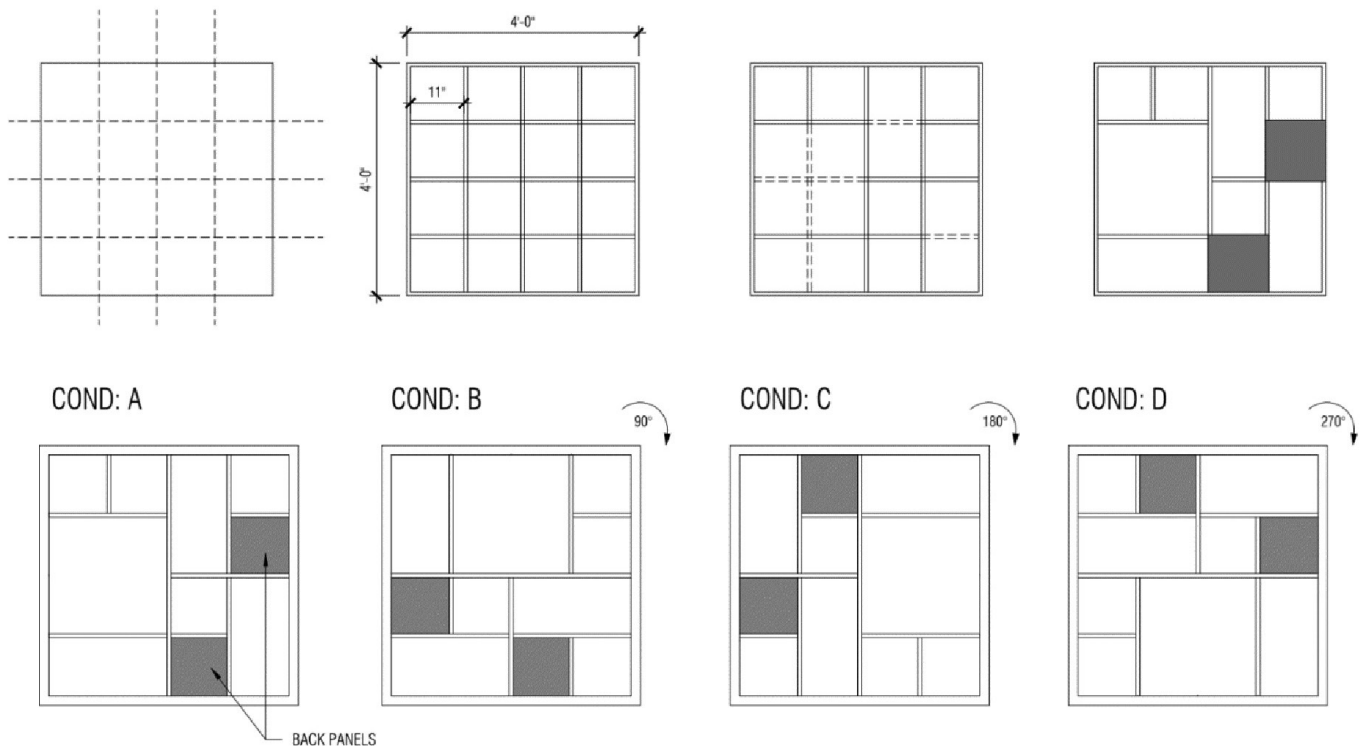 4'-0"
11"
4'-0"
COND: A
COND: B
90°
COND: C
180°
COND: D
270°
BACK PANELS